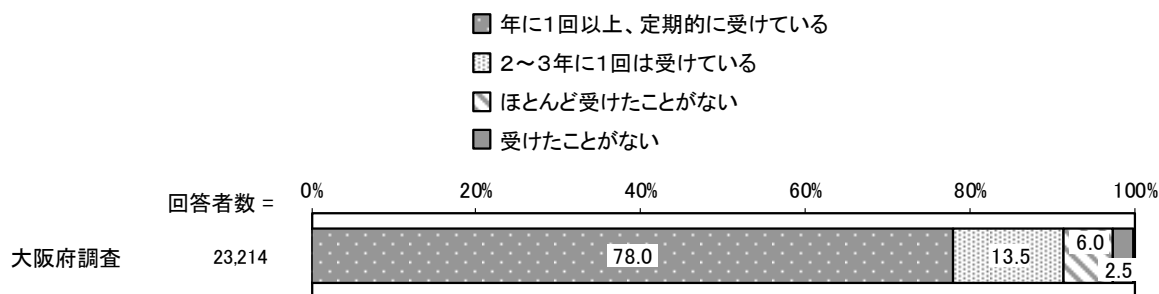 年に1回以上、定期的に受けている
2～3年に1回は受けている
ほとんど受けたことがない
受けたことがない
回答者数 =
0% 20% 40% 60% 80% 100%
大阪府調査 23,214 78.0 13.5 6.0 2.5